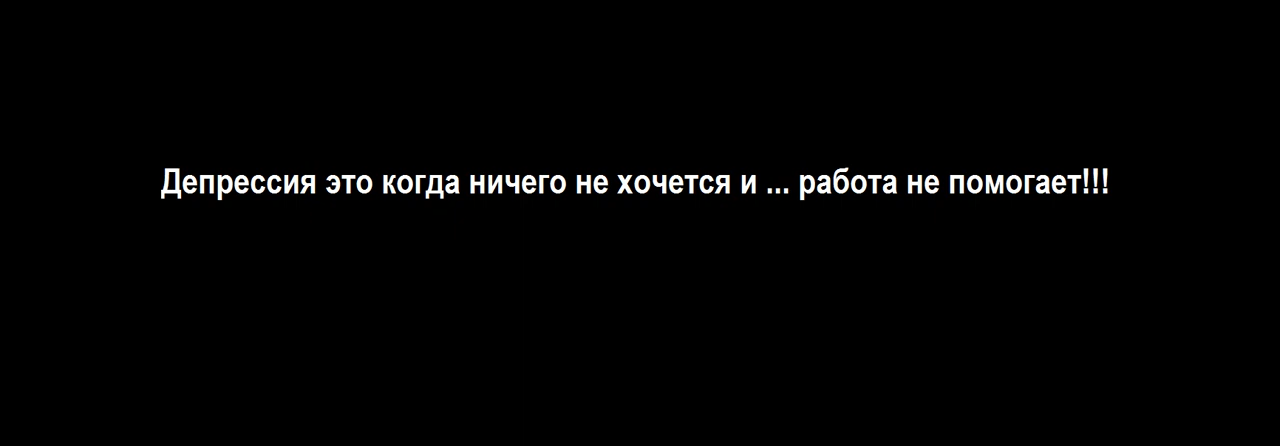 Депрессия это когда ничего не хочется и ... работа не помогает!!!